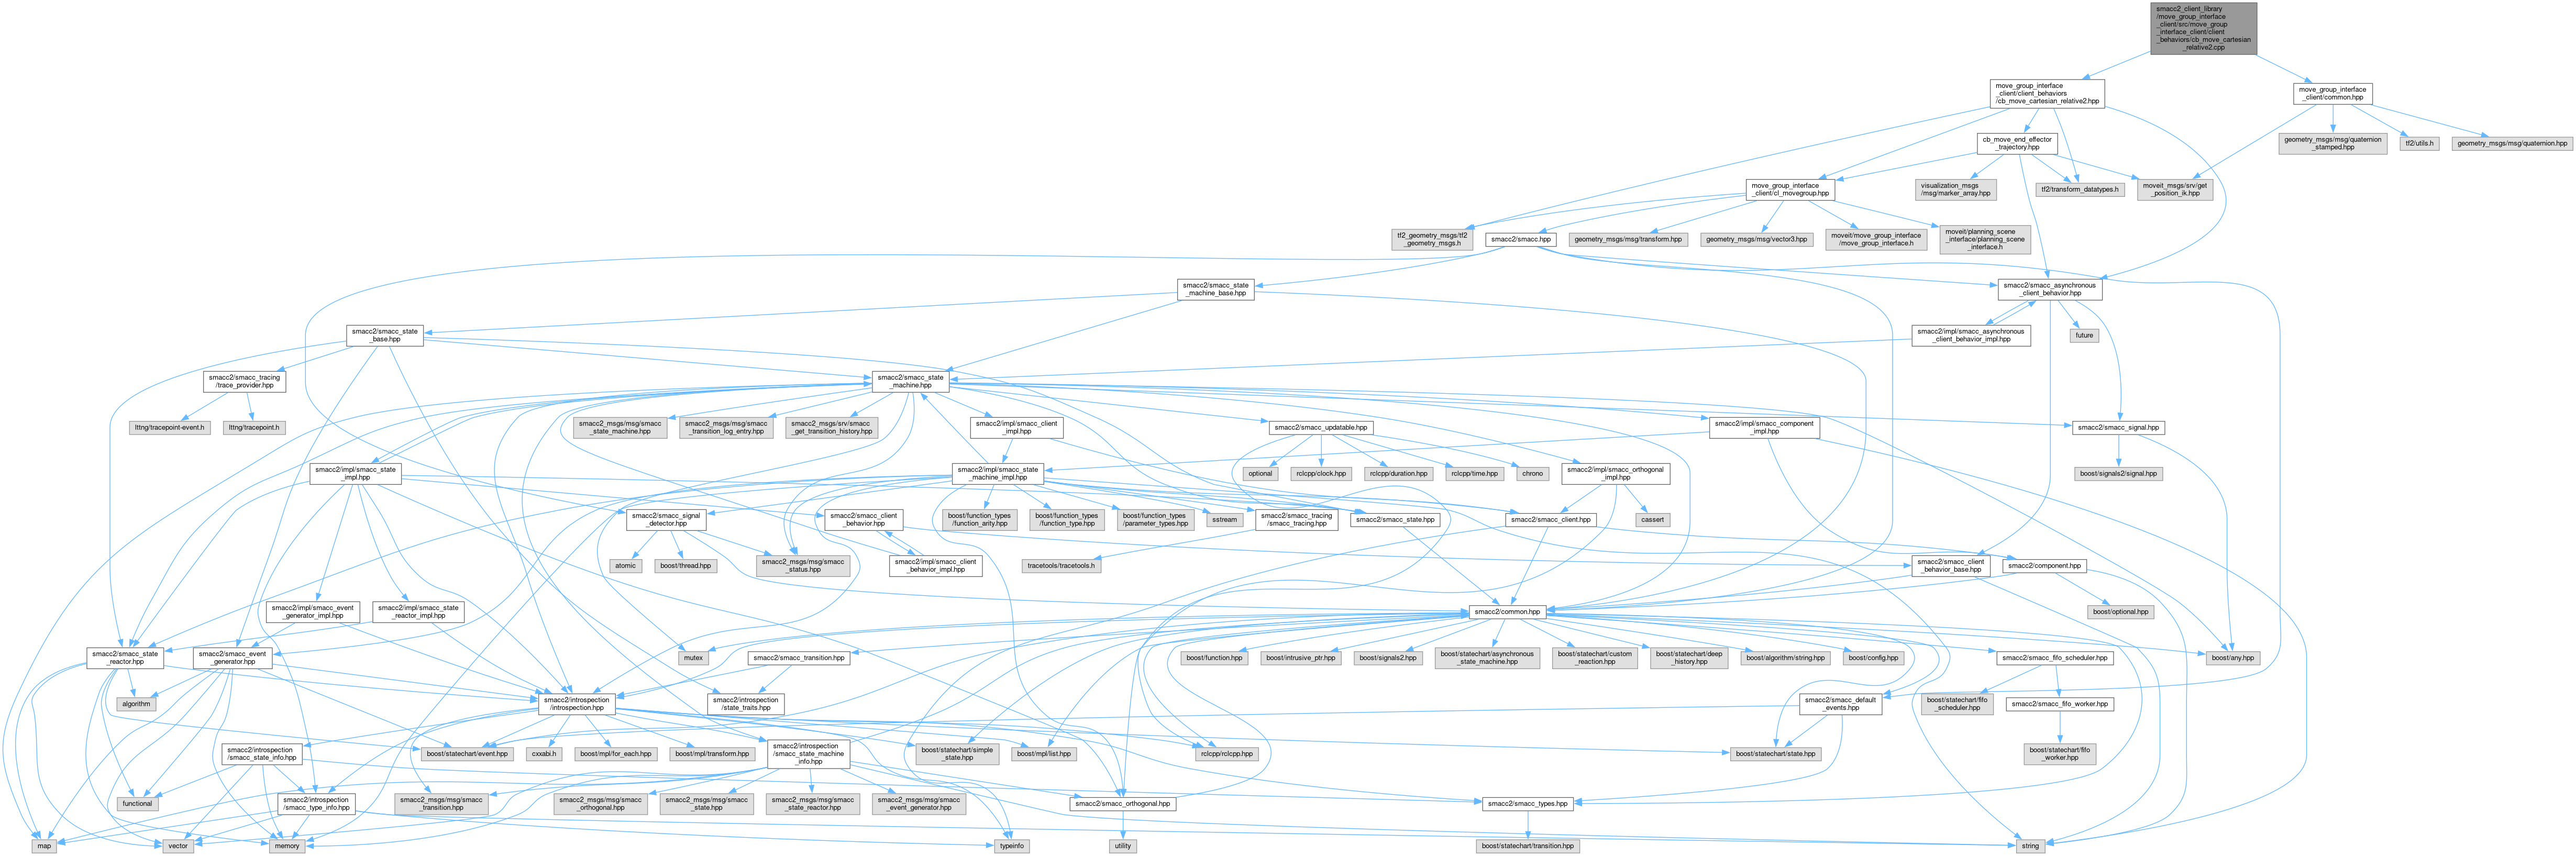 smacc2_client_library
/move_group_interface
_client/src/move_group
_interface_client/client
_behaviors/cb_move_cartesian
_relative2.cpp
move_group_interface
_client/client_behaviors
/cb_move_cartesian_relative2.hpp
move_group_interface
_client/common.hpp
cb_move_end_effector
_trajectory.hpp
geometry_msgs/msg/quaternion
_stamped.hpp
tf2/utils.h
geometry_msgs/msg/quaternion.hpp
move_group_interface
_client/cl_movegroup.hpp
visualization_msgs
/msg/marker_array.hpp
tf2/transform_datatypes.h
moveit_msgs/srv/get
_position_ik.hpp
tf2_geometry_msgs/tf2
_geometry_msgs.h
smacc2/smacc.hpp
geometry_msgs/msg/transform.hpp
geometry_msgs/msg/vector3.hpp
moveit/move_group_interface
/move_group_interface.h
moveit/planning_scene
_interface/planning_scene
_interface.h
smacc2/smacc_state
_machine_base.hpp
smacc2/smacc_asynchronous
_client_behavior.hpp
smacc2/smacc_state
_base.hpp
smacc2/impl/smacc_asynchronous
_client_behavior_impl.hpp
future
smacc2/smacc_tracing
/trace_provider.hpp
smacc2/smacc_state
_machine.hpp
lttng/tracepoint-event.h
lttng/tracepoint.h
smacc2_msgs/msg/smacc
_state_machine.hpp
smacc2_msgs/msg/smacc
_transition_log_entry.hpp
smacc2_msgs/srv/smacc
_get_transition_history.hpp
smacc2/impl/smacc_client
_impl.hpp
smacc2/smacc_updatable.hpp
smacc2/impl/smacc_component
_impl.hpp
smacc2/smacc_signal.hpp
smacc2/impl/smacc_state
_impl.hpp
smacc2/impl/smacc_state
_machine_impl.hpp
optional
rclcpp/clock.hpp
rclcpp/duration.hpp
rclcpp/time.hpp
chrono
smacc2/impl/smacc_orthogonal
_impl.hpp
boost/signals2/signal.hpp
smacc2/smacc_signal
_detector.hpp
smacc2/smacc_client
_behavior.hpp
boost/function_types
/function_arity.hpp
boost/function_types
/function_type.hpp
boost/function_types
/parameter_types.hpp
sstream
smacc2/smacc_tracing
/smacc_tracing.hpp
smacc2/smacc_state.hpp
smacc2/smacc_client.hpp
cassert
atomic
boost/thread.hpp
smacc2_msgs/msg/smacc
_status.hpp
smacc2/impl/smacc_client
_behavior_impl.hpp
tracetools/tracetools.h
smacc2/smacc_client
_behavior_base.hpp
smacc2/component.hpp
smacc2/impl/smacc_event
_generator_impl.hpp
smacc2/impl/smacc_state
_reactor_impl.hpp
smacc2/common.hpp
boost/optional.hpp
smacc2/smacc_state
_reactor.hpp
smacc2/smacc_event
_generator.hpp
mutex
smacc2/smacc_transition.hpp
boost/function.hpp
boost/intrusive_ptr.hpp
boost/signals2.hpp
boost/statechart/asynchronous
_state_machine.hpp
boost/statechart/custom
_reaction.hpp
boost/statechart/deep
_history.hpp
boost/algorithm/string.hpp
boost/config.hpp
smacc2/smacc_fifo_scheduler.hpp
boost/any.hpp
algorithm
smacc2/introspection
/introspection.hpp
smacc2/introspection
/state_traits.hpp
smacc2/smacc_default
_events.hpp
boost/statechart/fifo
_scheduler.hpp
smacc2/smacc_fifo_worker.hpp
smacc2/introspection
/smacc_state_info.hpp
boost/statechart/event.hpp
cxxabi.h
boost/mpl/for_each.hpp
boost/mpl/transform.hpp
smacc2/introspection
/smacc_state_machine
_info.hpp
boost/statechart/simple
_state.hpp
boost/mpl/list.hpp
rclcpp/rclcpp.hpp
boost/statechart/state.hpp
boost/statechart/fifo
_worker.hpp
functional
smacc2/introspection
/smacc_type_info.hpp
smacc2_msgs/msg/smacc
_transition.hpp
smacc2_msgs/msg/smacc
_orthogonal.hpp
smacc2_msgs/msg/smacc
_state.hpp
smacc2_msgs/msg/smacc
_state_reactor.hpp
smacc2_msgs/msg/smacc
_event_generator.hpp
smacc2/smacc_orthogonal.hpp
smacc2/smacc_types.hpp
map
vector
memory
typeinfo
utility
boost/statechart/transition.hpp
string